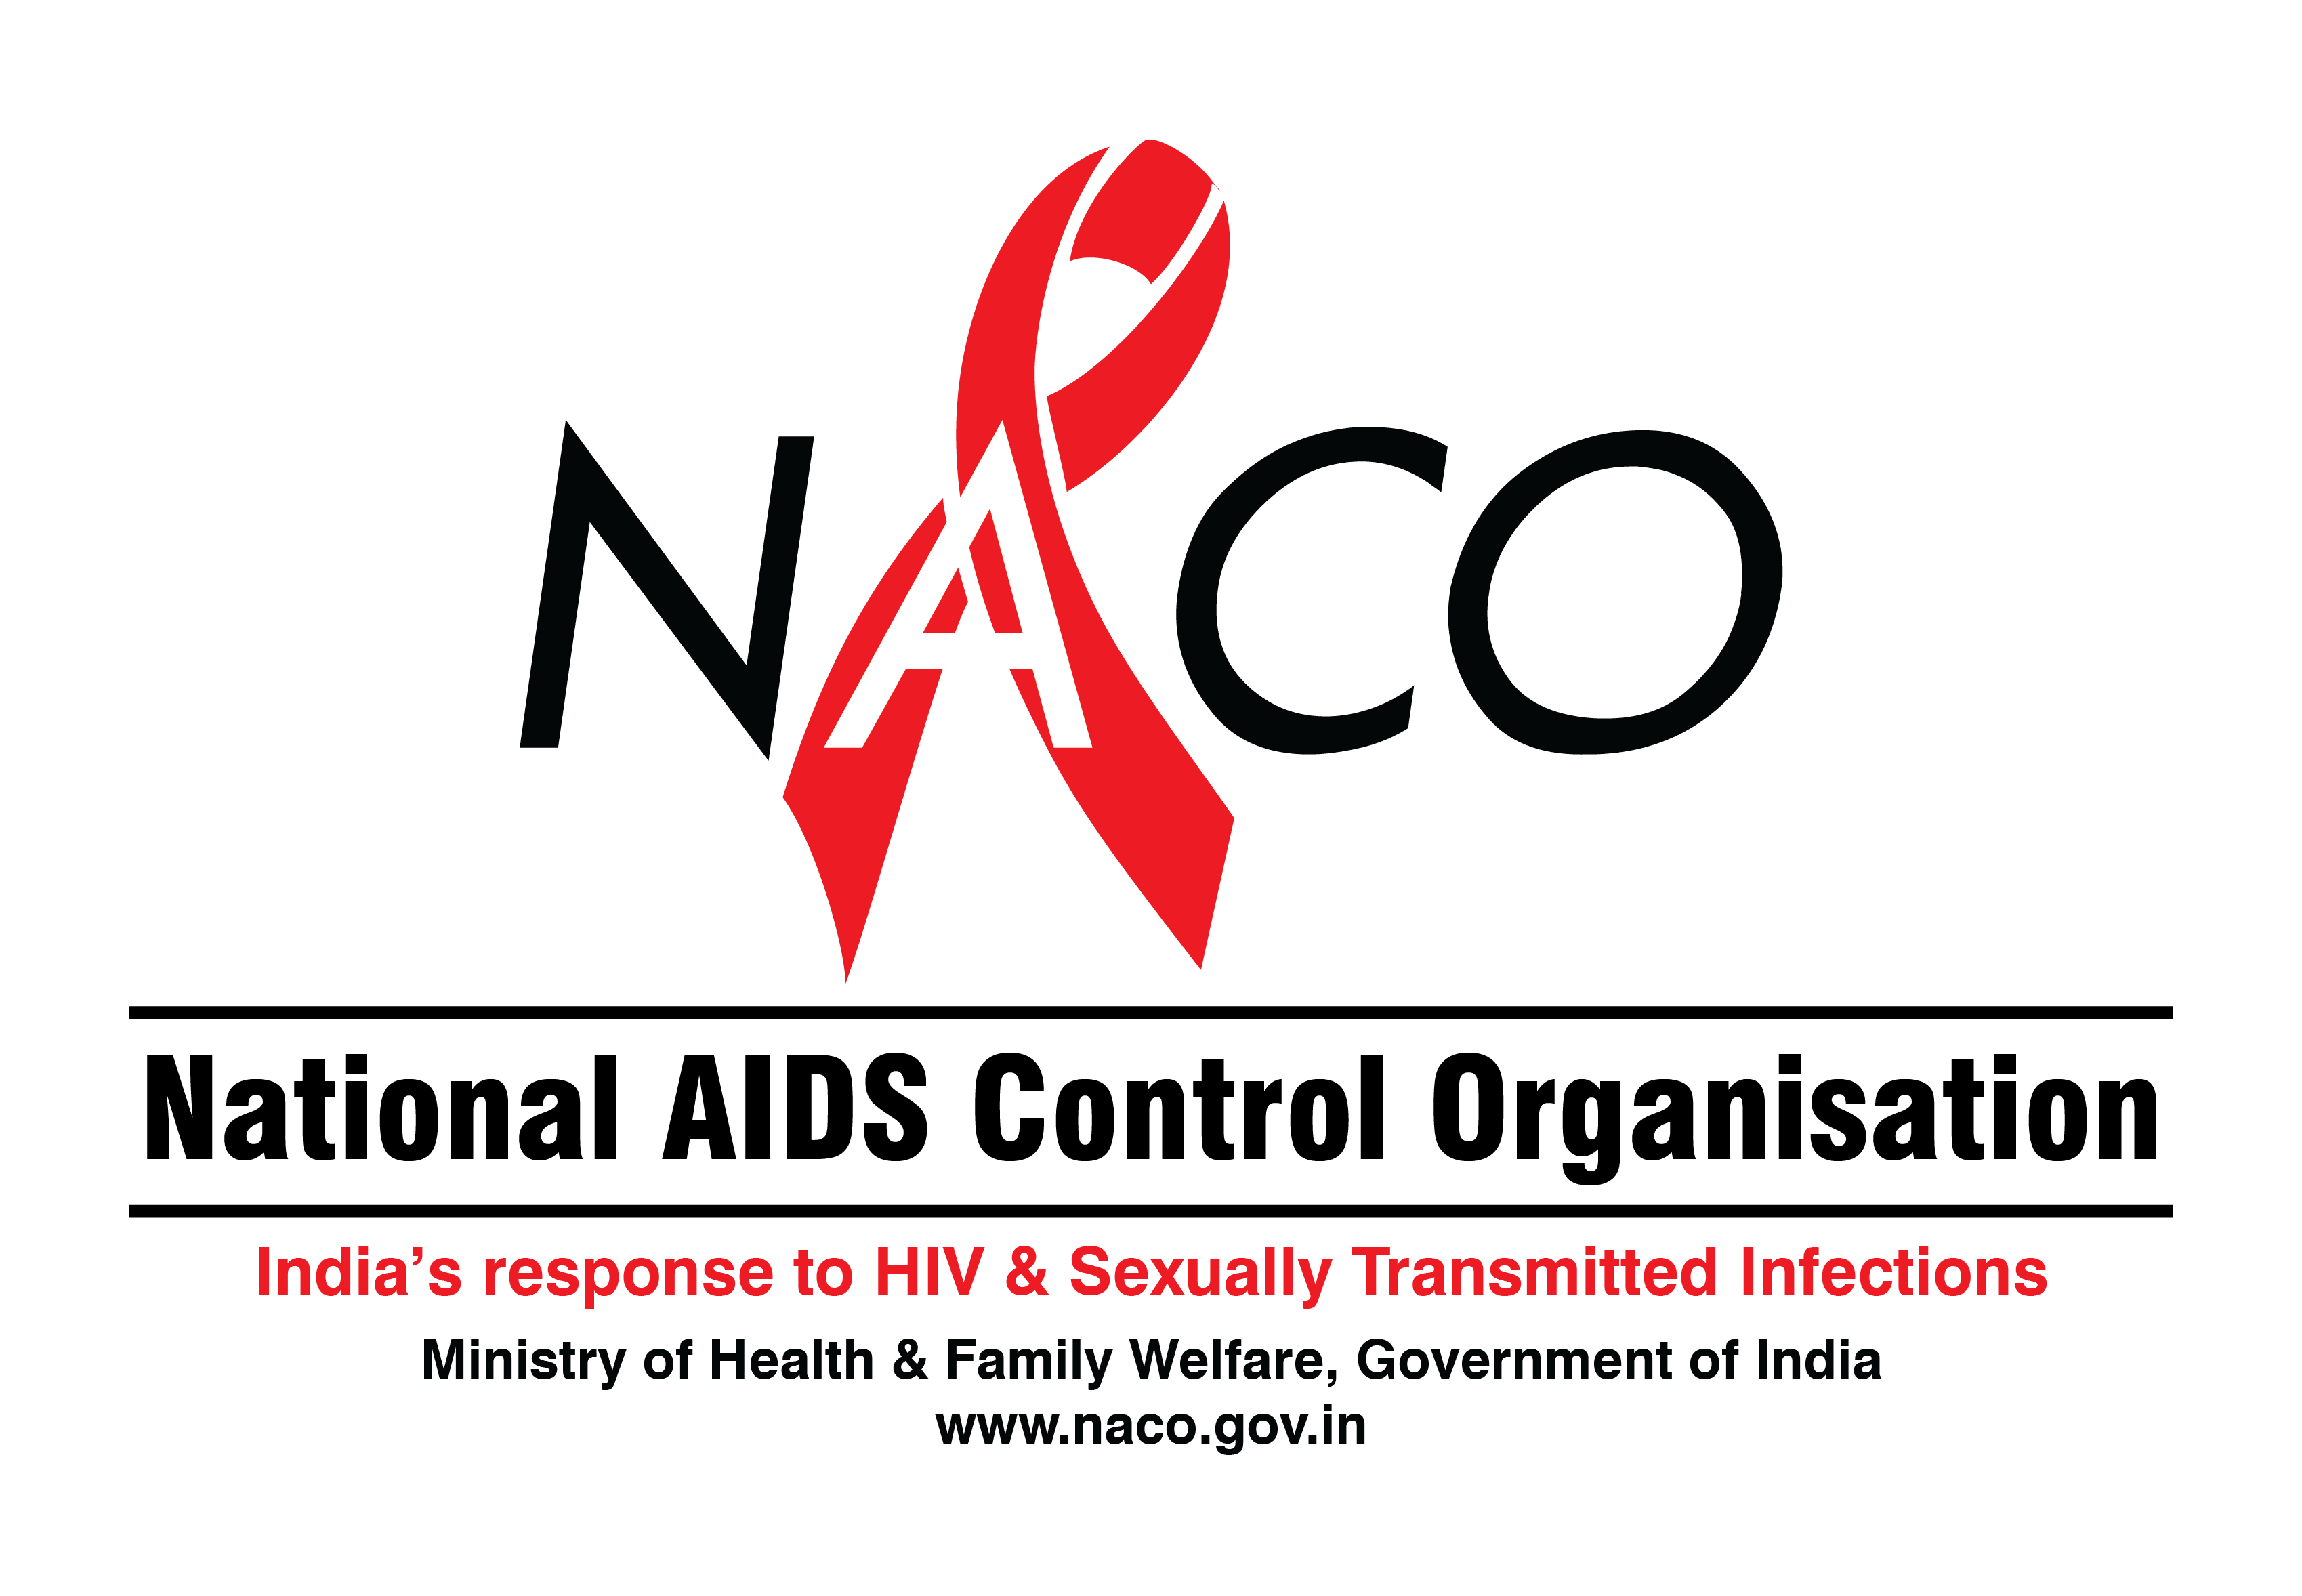 NACO
National AIDS Control Organisation
India’s response to HIV & Sexually Transmitted Infections
Ministry of Health & Family Welfare, Government of India
www.naco.gov.in